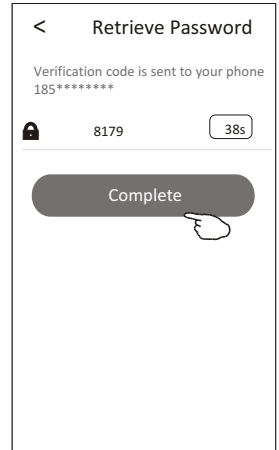 < Retrieve Password
Verification code is sent to your phone
185********
8179 38s
Complete